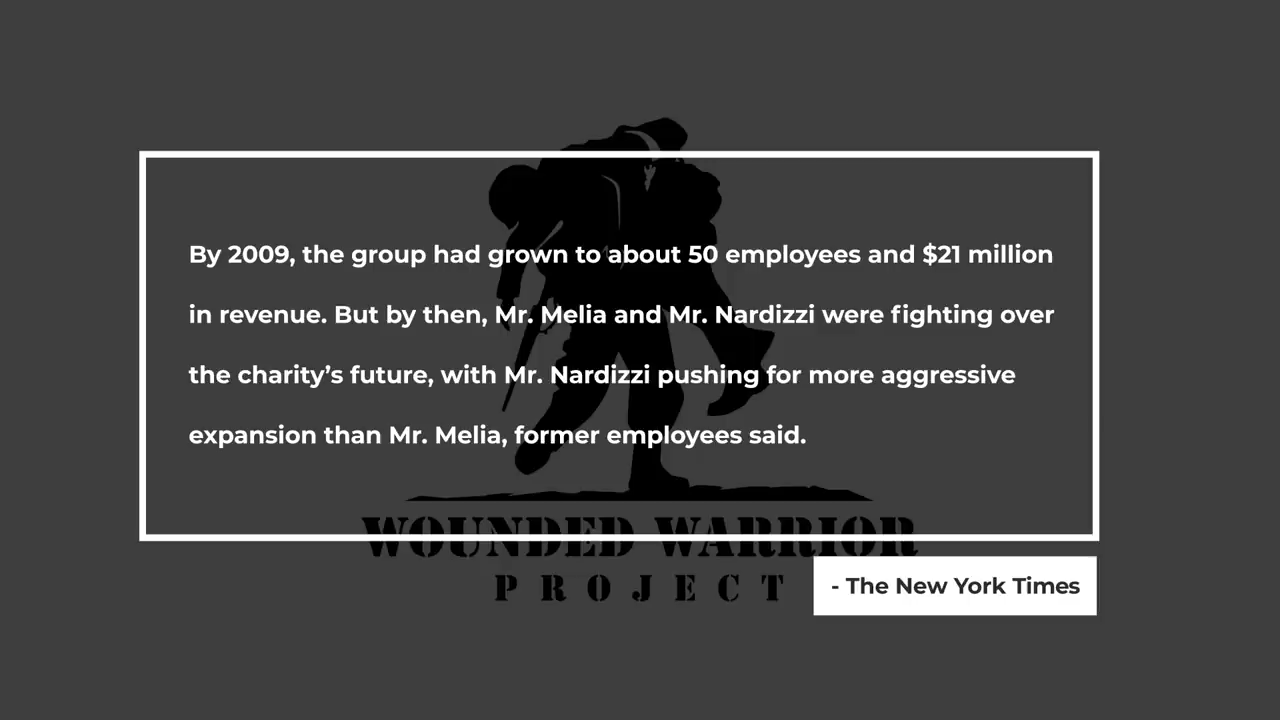 By 2009, the group had grown to about 50 employees and $21 million
in revenue. But by then, Mr. Melia and Mr. Nardizzi were fighting over
the charity’s future, with Mr. Nardizzi pushing for more aggressive
expansion than Mr. Melia, former employees said.
WOUNDED WARRIOR
PROJECT
- The New York Times